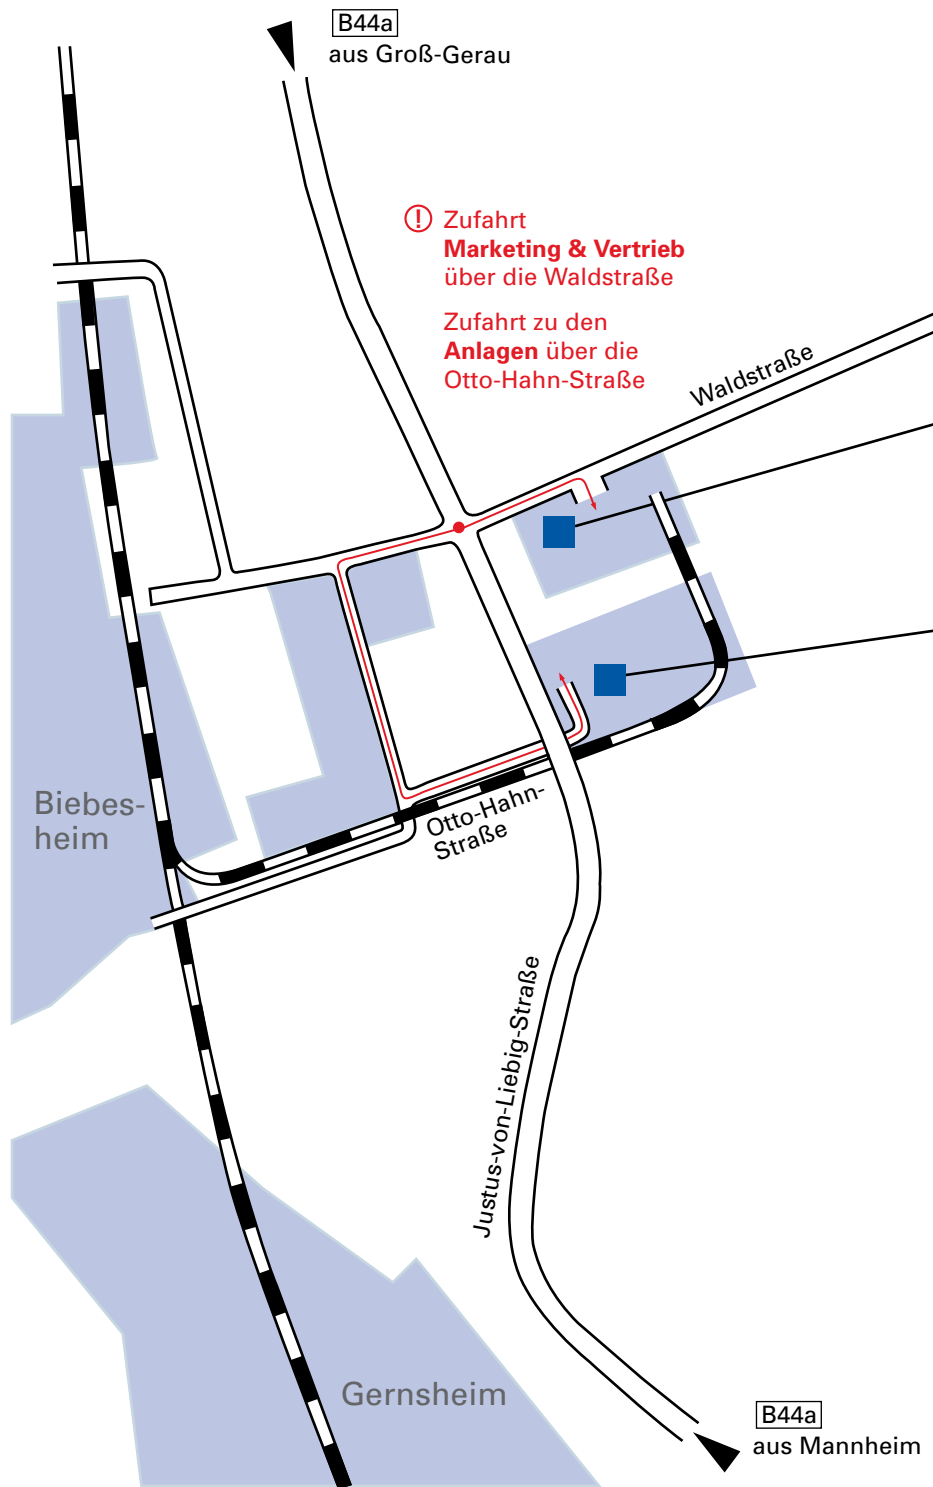 B44a
aus Groß-Gerau
! Zufahrt
Marketing & Vertrieb
über die Waldstraße
Zufahrt zu den
Anlagen über die
Otto-Hahn-Straße
Waldstraße
Biebes-
heim
Otto-Hahn-
Straße
Justus-von-Liebig-Straße
Gernsheim
B44a
aus Mannheim